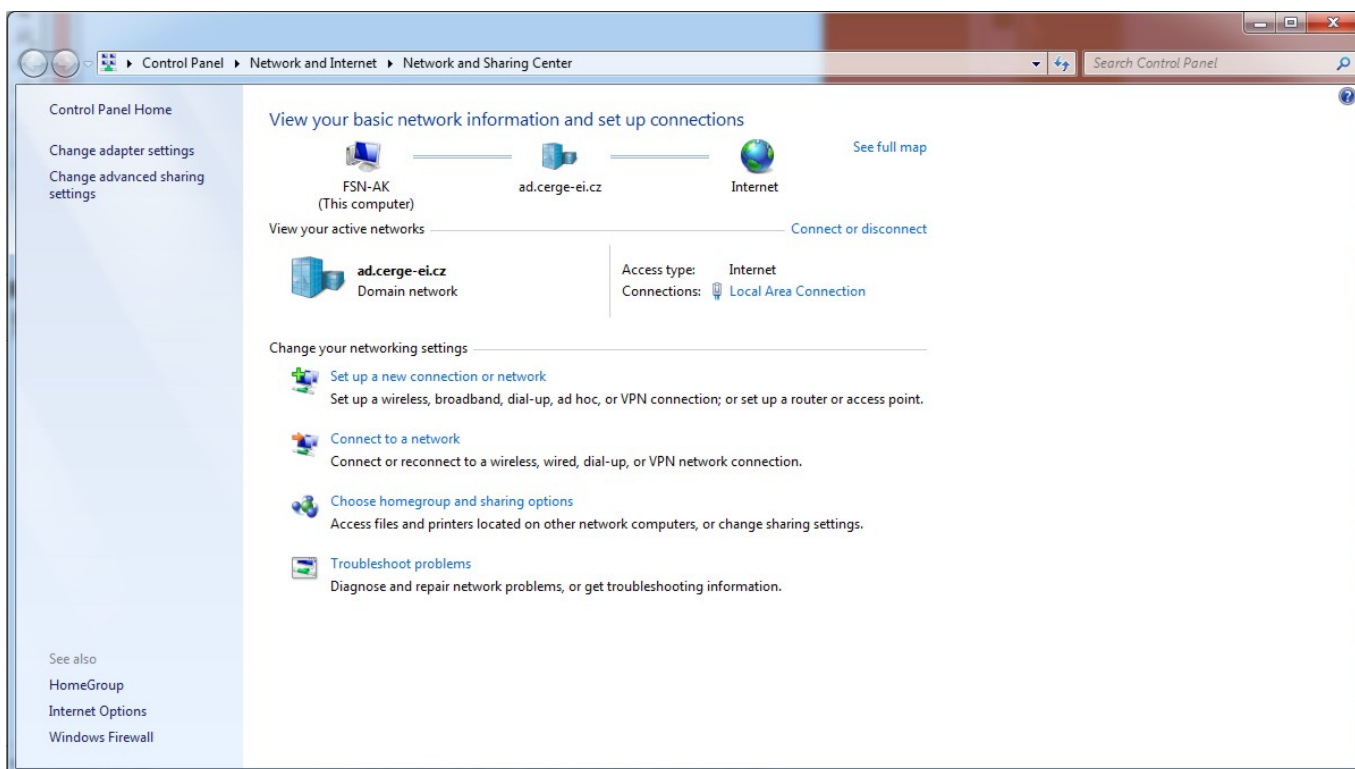 Control Panel Network and Internet Network and Sharing Center
Search Control Panel
Control Panel Home
Change adapter settings
Change advanced sharing
settings
View your basic network information and set up connections
See full map
FSN-AK
(This computer)
ad.cerge-ei.cz
Internet
View your active networks
Connect or disconnect
ad.cerge-ei.cz
Domain network
Access type: Internet
Connections: Local Area Connection
Change your networking settings
Set up a new connection or network
Set up a wireless, broadband, dial-up, ad hoc, or VPN connection; or set up a router or access point.
Connect to a network
Connect or reconnect to a wireless, wired, dial-up, or VPN network connection.
Choose homegroup and sharing options
Access files and printers located on other network computers, or change sharing settings.
Troubleshoot problems
Diagnose and repair network problems, or get troubleshooting information.
See also
HomeGroup
Internet Options
Windows Firewall